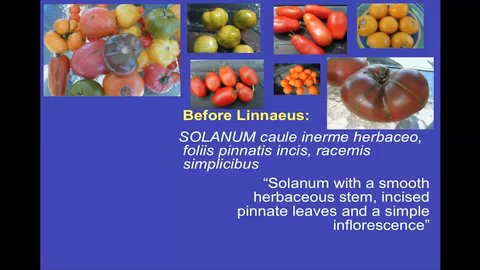 Before Linnaeus:
SOLANUM caule inerme herbaceo,
foliis pinnatis incis, racemis
simplicibus
“Solanum with a smooth
herbaceous stem, incised
pinnate leaves and a simple
inflorescence”